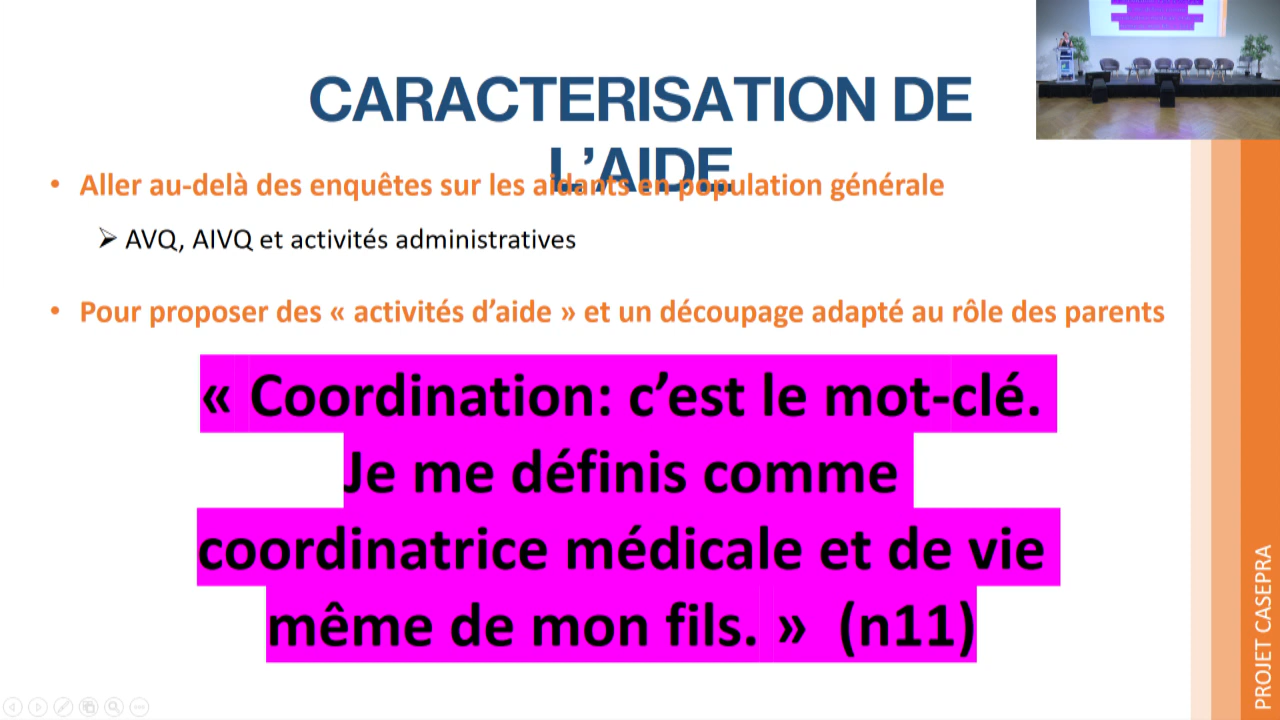 CARACTERISATION DE
L’AIDE
• Aller au-delà des enquêtes sur les aidants en population générale
➢ AVQ, AIVQ et activités administratives
• Pour proposer des « activités d’aide » et un découpage adapté au rôle des parents
« Coordination: c’est le mot-clé.
Je me définis comme
coordinatrice médicale et de vie
même de mon fils. » (n11)
PROJET CASEPRA